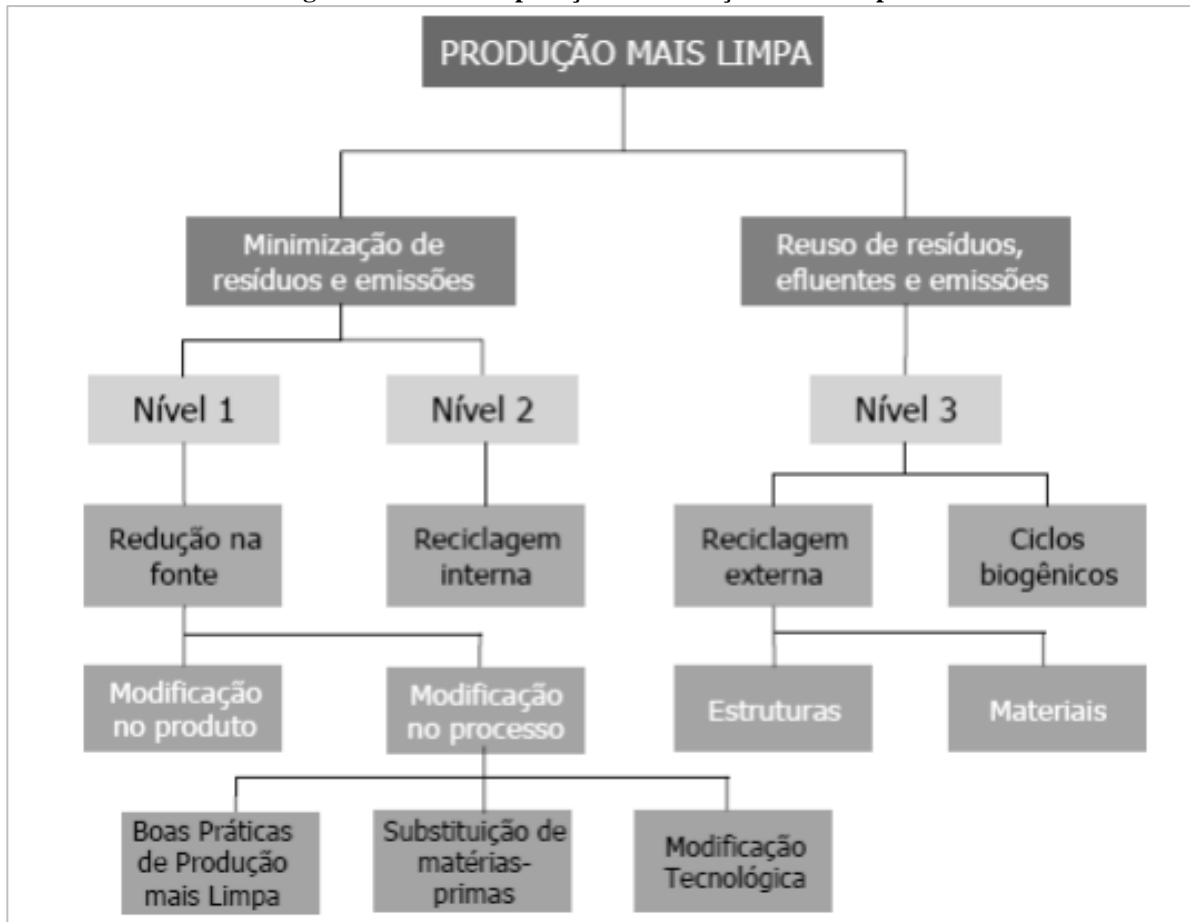 PRODUÇÃO MAIS LIMPA
Minimização de
resíduos e emissões
Reuso de resíduos,
efluentes e emissões
Nível 1
Nível 2
Nível 3
Redução na
fonte
Reciclagem
interna
Reciclagem
externa
Ciclos
biogênicos
Modificação
no produto
Modificação
no processo
Estruturas
Materiais
Boas Práticas
de Produção
mais Limpa
Substituição de
matérias-
primas
Modificação
Tecnológica